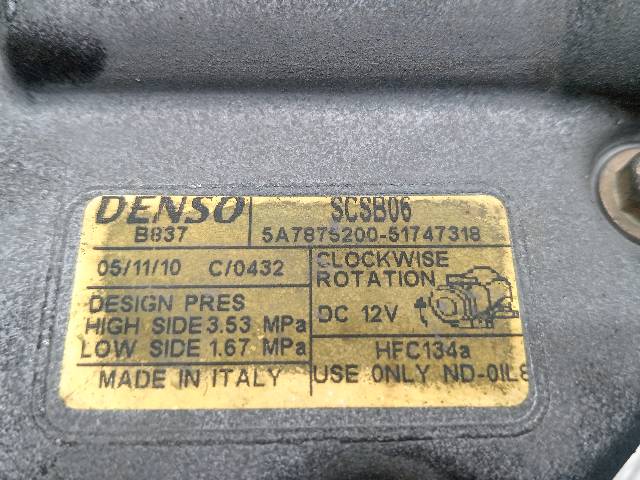 DENSO SCSB06
B837 5A7875200-51747318
05/11/10 C/0432 CLOCKWISE
ROTATION
DESIGN PRES DC 12V
HIGH SIDE 3.53 MPa
LOW SIDE 1.67 MPa HFC134a
MADE IN ITALY USE ONLY ND-OIL8